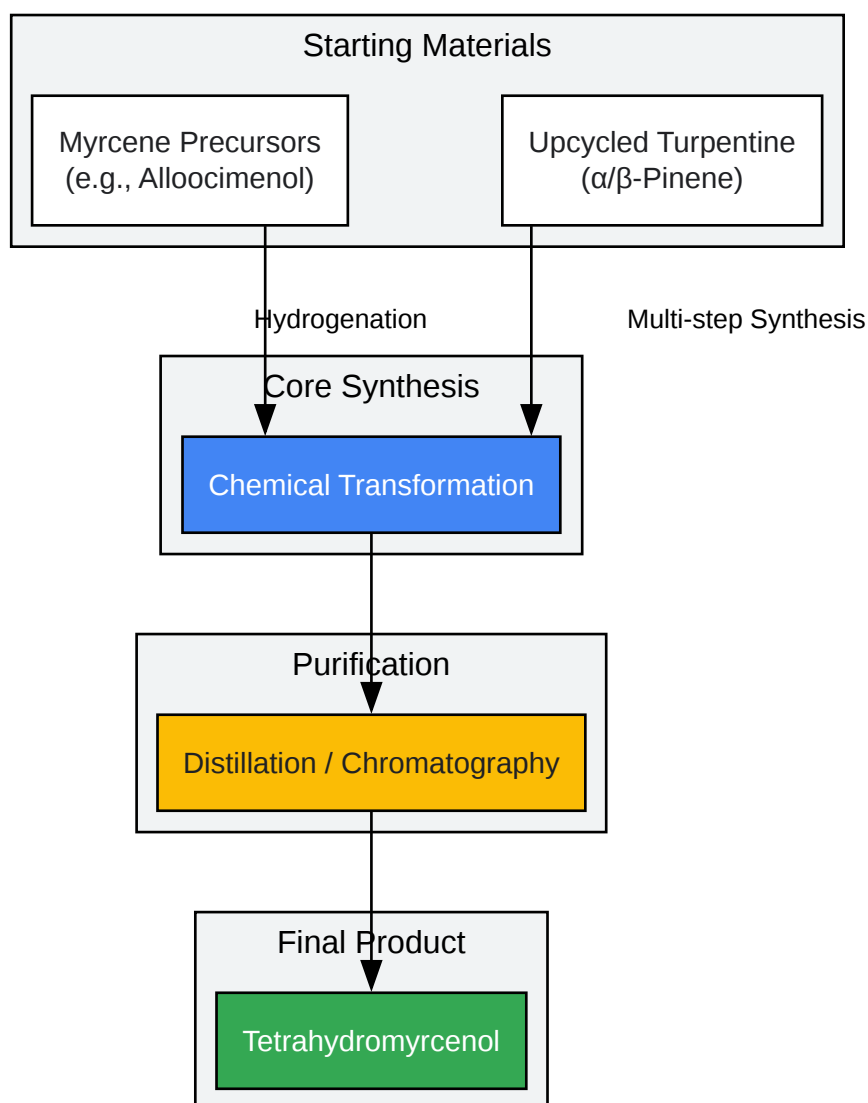 Starting Materials
Myrcene Precursors
(e.g., Alloocimenol)
Upcycled Turpentine
(α/β-Pinene)
Hydrogenation
Multi-step Synthesis
Core Synthesis
Chemical Transformation
Purification
Distillation / Chromatography
Final Product
Tetrahydromyrcenol